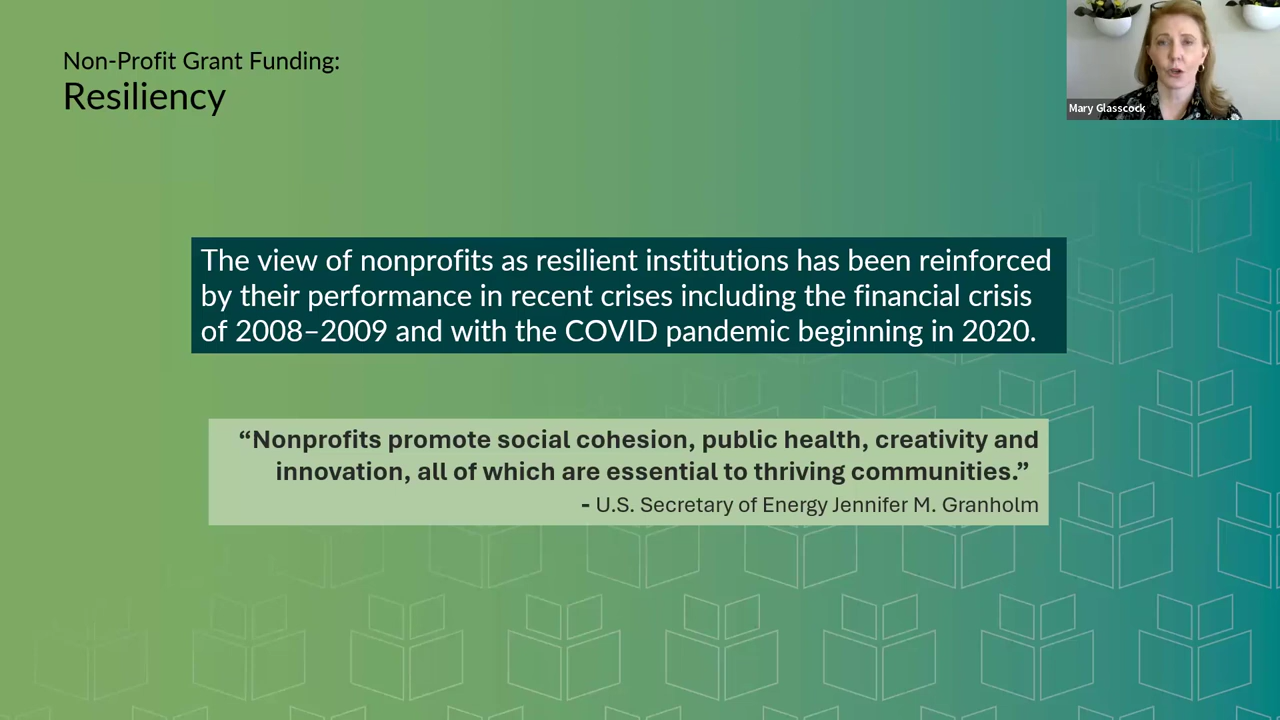 Non-Profit Grant Funding:
Resiliency
Mary Glasscock
The view of nonprofits as resilient institutions has been reinforced
by their performance in recent crises including the financial crisis
of 2008–2009 and with the COVID pandemic beginning in 2020.
“Nonprofits promote social cohesion, public health, creativity and
innovation, all of which are essential to thriving communities.”
- U.S. Secretary of Energy Jennifer M. Granholm